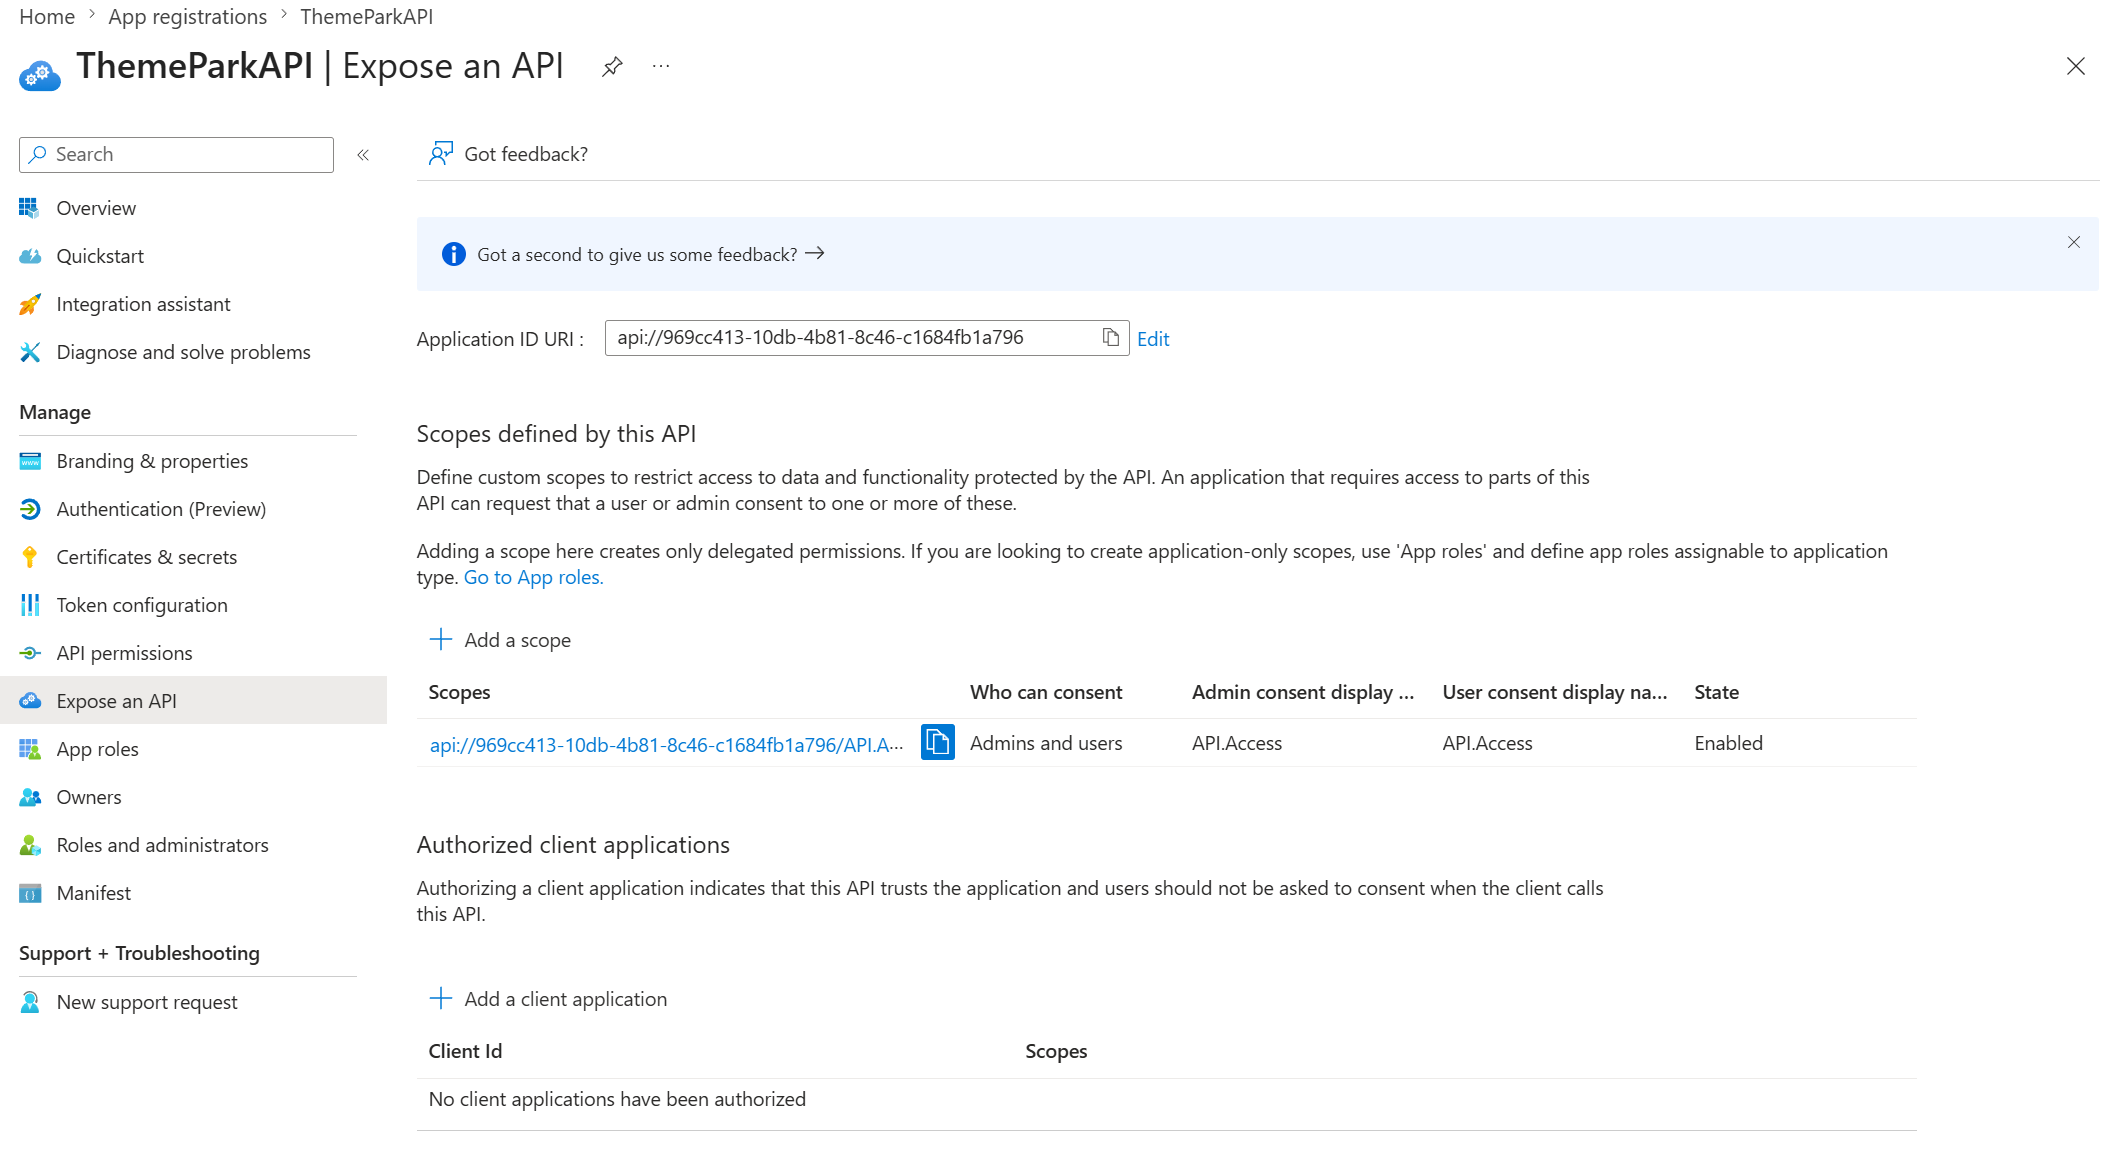 Home > App registrations > ThemeParkAPI
ThemeParkAPI | Expose an API
Search
Got feedback?
Overview
Quickstart
Integration assistant
Diagnose and solve problems
Manage
Branding & properties
Authentication (Preview)
Certificates & secrets
Token configuration
API permissions
Expose an API
App roles
Owners
Roles and administrators
Manifest
Support + Troubleshooting
New support request
Got a second to give us some feedback? →
Application ID URI : api://969cc413-10db-4b81-8c46-c1684fb1a796 Edit
Scopes defined by this API
Define custom scopes to restrict access to data and functionality protected by the API. An application that requires access to parts of this
API can request that a user or admin consent to one or more of these.
Adding a scope here creates only delegated permissions. If you are looking to create application-only scopes, use 'App roles' and define app roles assignable to application
type. Go to App roles.
Add a scope
Scopes Who can consent Admin consent display ... User consent display na... State
api://969cc413-10db-4b81-8c46-c1684fb1a796/API.A... Admins and users API.Access API.Access Enabled
Authorized client applications
Authorizing a client application indicates that this API trusts the application and users should not be asked to consent when the client calls
this API.
Add a client application
Client Id Scopes
No client applications have been authorized